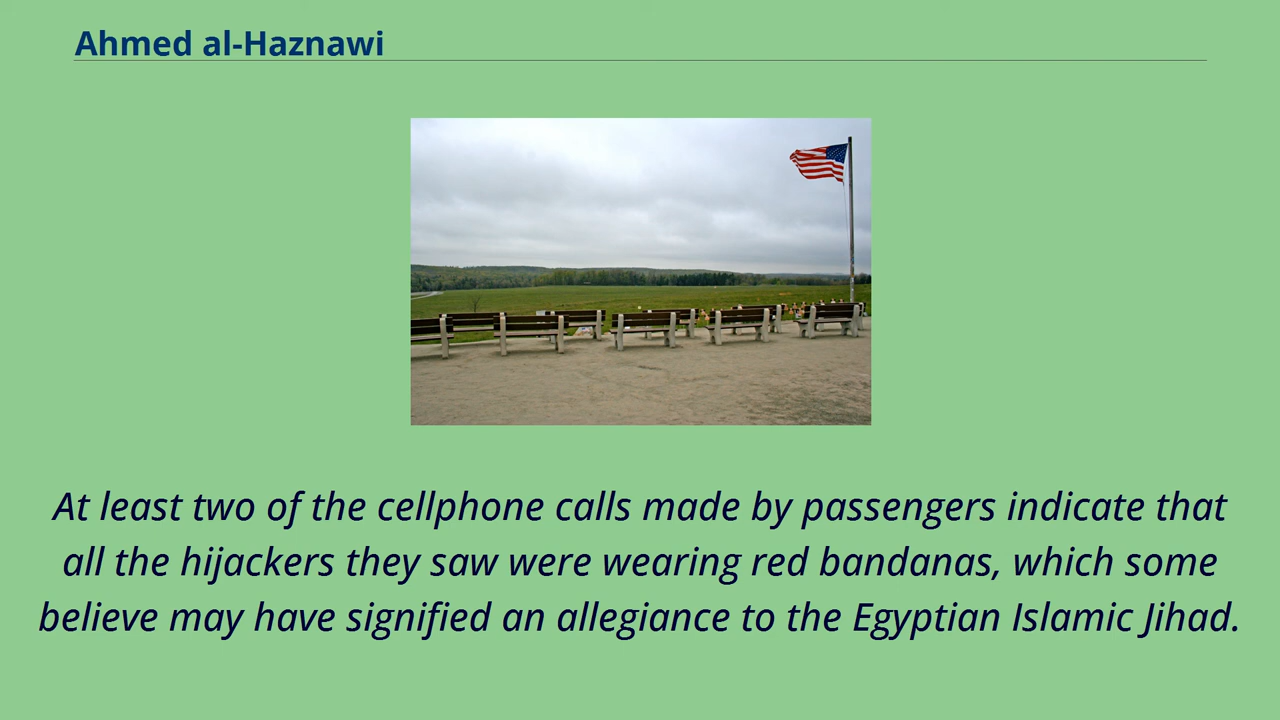 Ahmed al-Haznawi
At least two of the cellphone calls made by passengers indicate that
all the hijackers they saw were wearing red bandanas, which some
believe may have signified an allegiance to the Egyptian Islamic Jihad.